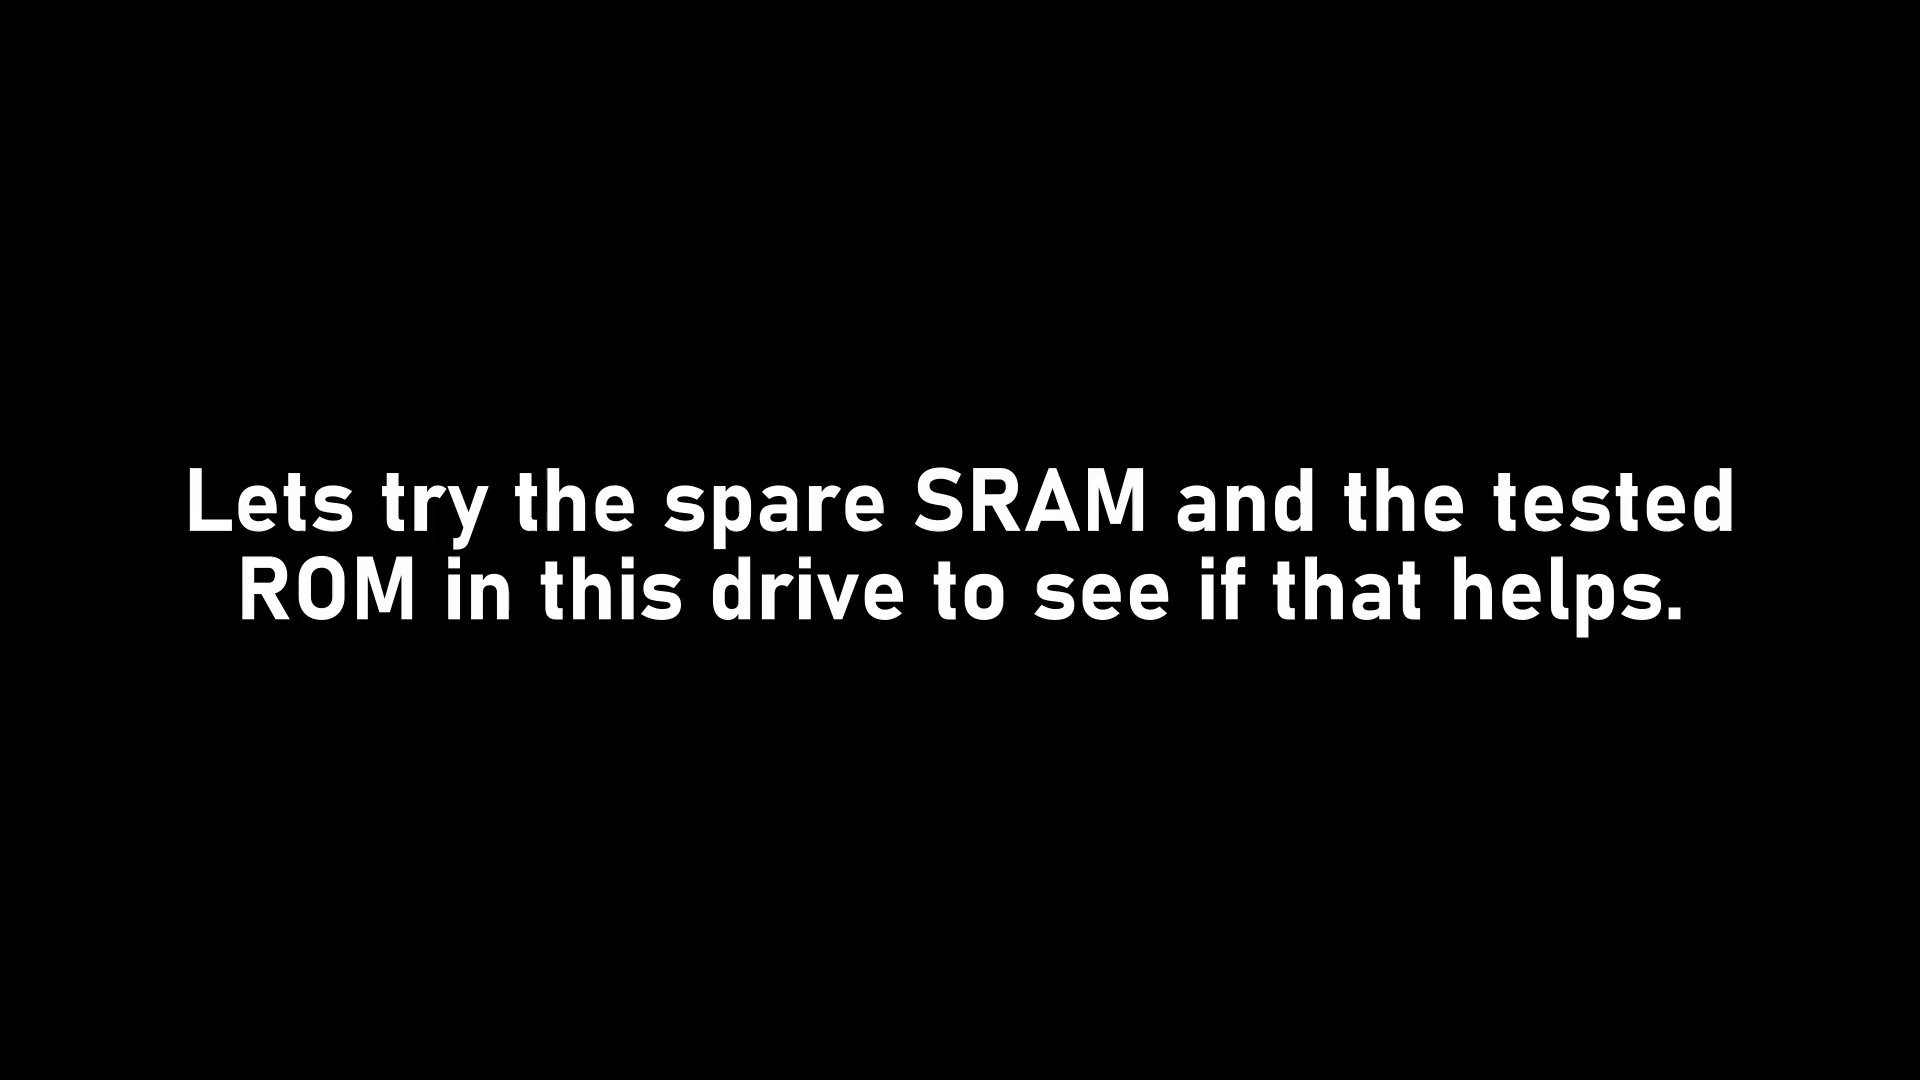 Lets try the spare SRAM and the tested
ROM in this drive to see if that helps.